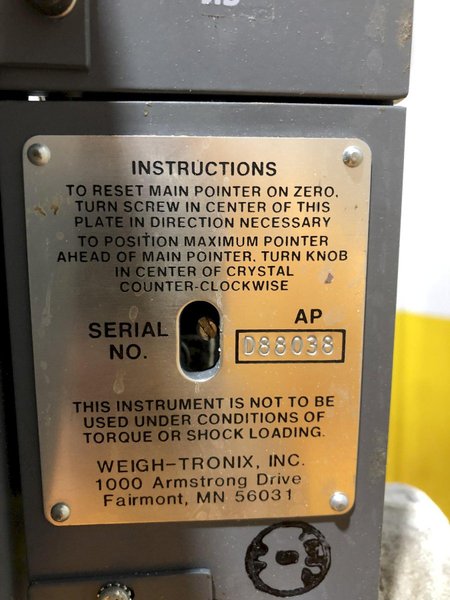 INSTRUCTIONS
TO RESET MAIN POINTER ON ZERO,
TURN SCREW IN CENTER OF THIS
PLATE IN DIRECTION NECESSARY
TO POSITION MAXIMUM POINTER
AHEAD OF MAIN POINTER, TURN KNOB
IN CENTER OF CRYSTAL
COUNTER-CLOCKWISE
SERIAL NO.
AP
D88038
THIS INSTRUMENT IS NOT TO BE
USED UNDER CONDITIONS OF
TORQUE OR SHOCK LOADING.
WEIGH-TRONIX, INC.
1000 Armstrong Drive
Fairmont, MN 56031